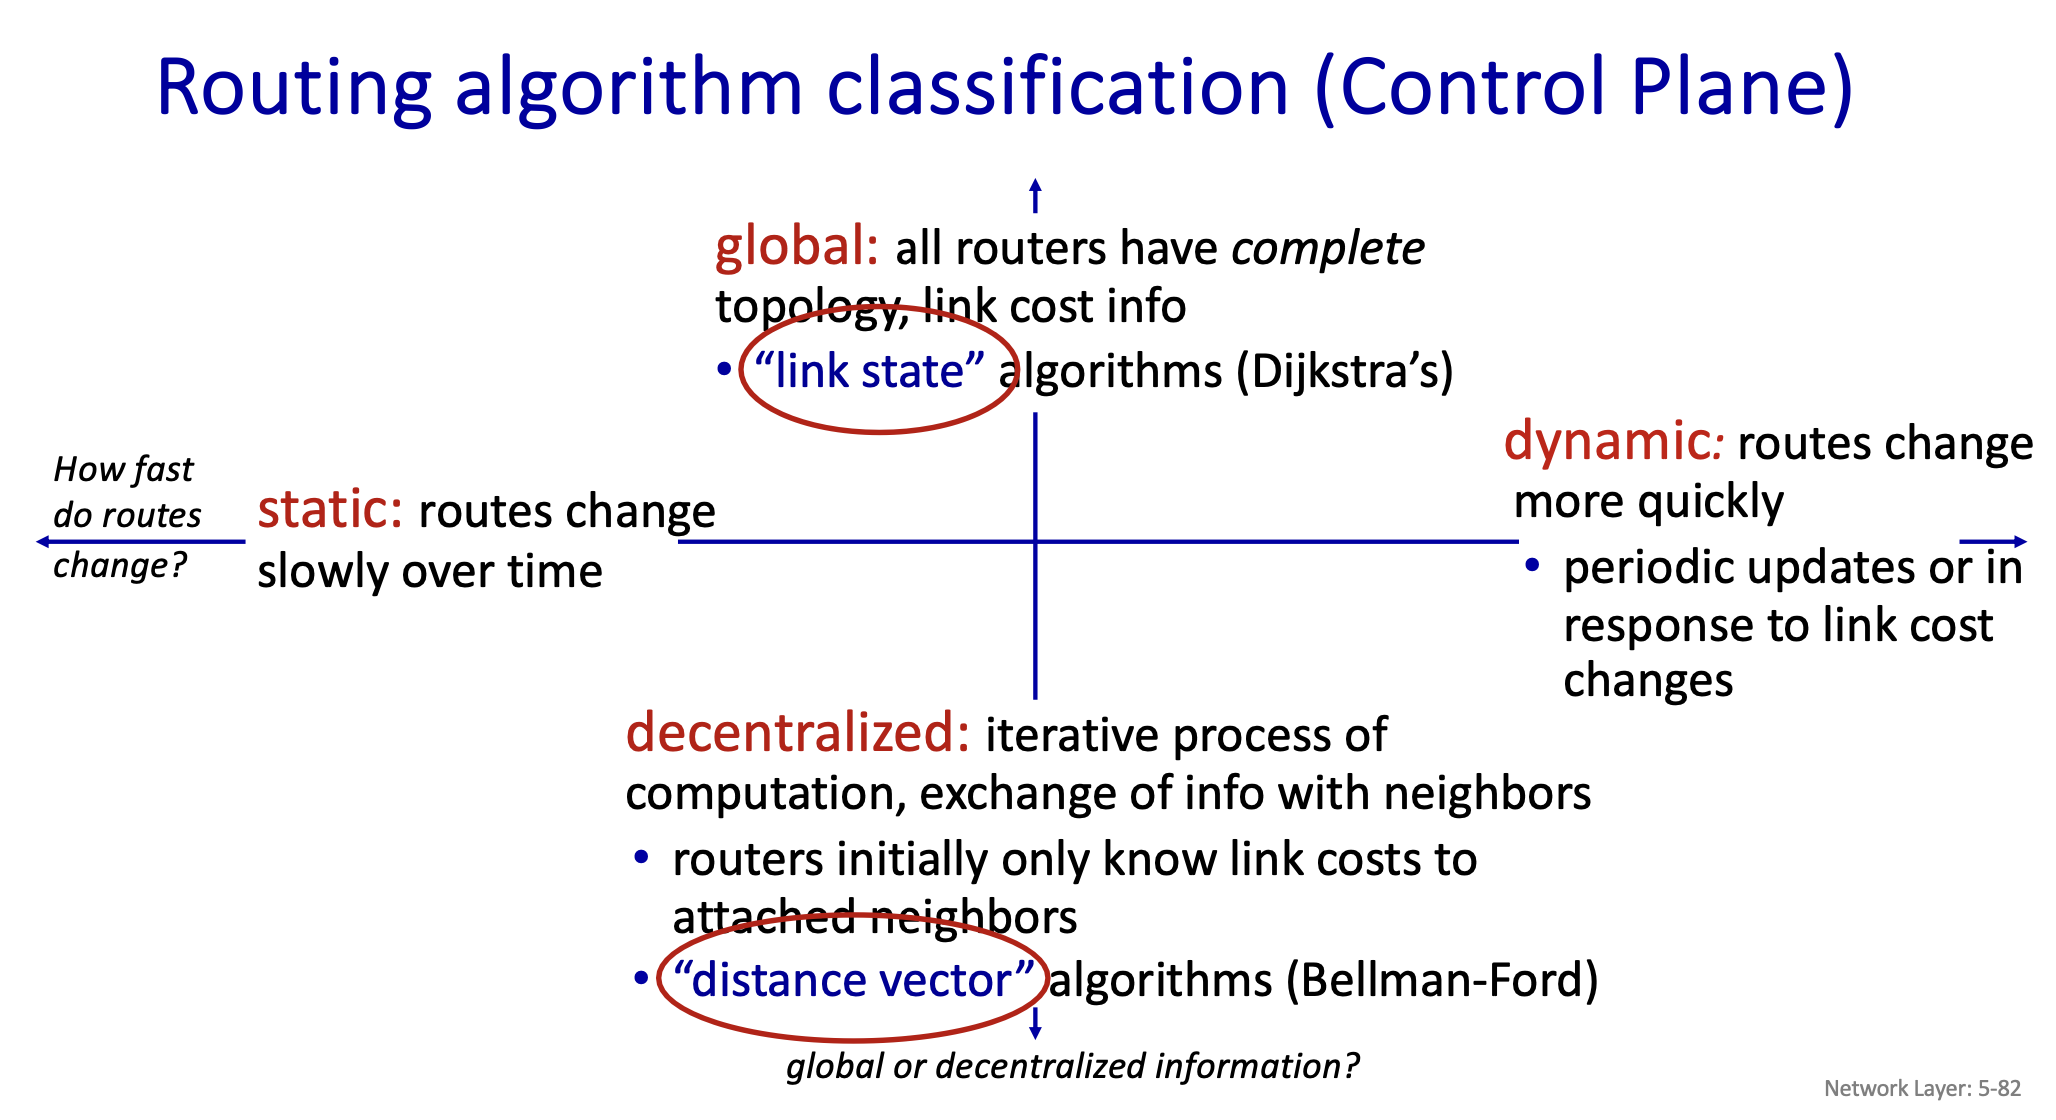 Routing algorithm classification (Control Plane)
global: all routers have complete
topology, link cost info
• “link state” algorithms (Dijkstra’s)
How fast
do routes
change?
static: routes change
slowly over time
dynamic: routes change
more quickly
• periodic updates or in
response to link cost
changes
decentralized: iterative process of
computation, exchange of info with neighbors
• routers initially only know link costs to
attached neighbors
• “distance vector” algorithms (Bellman-Ford)
global or decentralized information?
Network Layer: 5-82